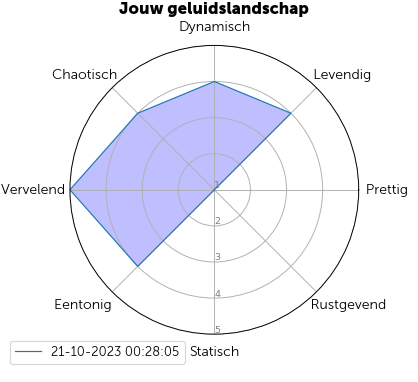 Jouw geluidslandschap
Dynamisch
Chaotisch
Levendig
Vervelend
1
Prettig
2
3
Eentonig
4
Rustgevend
5
21-10-2023 00:28:05
Statisch